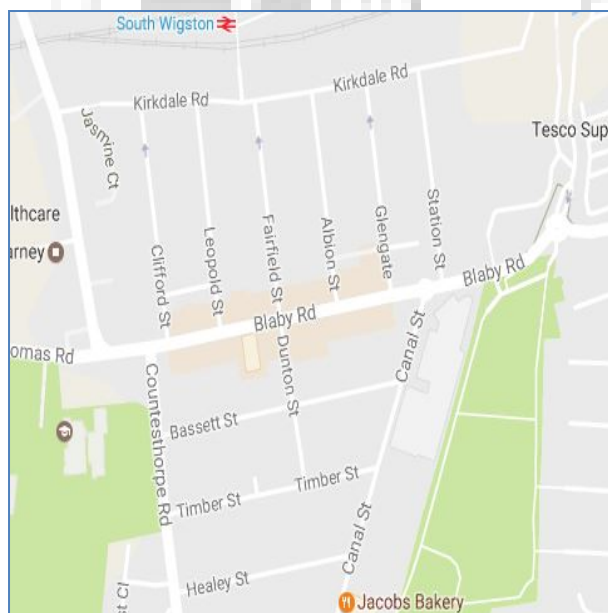 South Wigston
Kirkdale Rd
Kirkdale Rd
Jasmine Ct
Tesco Sup
lthcare
arney
Clifford St
Leopold St
Fairfield St
Albion St
Glengate
Station St
Blaby Rd
Blaby Rd
omas Rd
Countesthorpe Rd
Dunton St
Canal St
Bassett St
Timber St
Timber St
Canal St
Healey St
t Cl
Jacobs Bakery